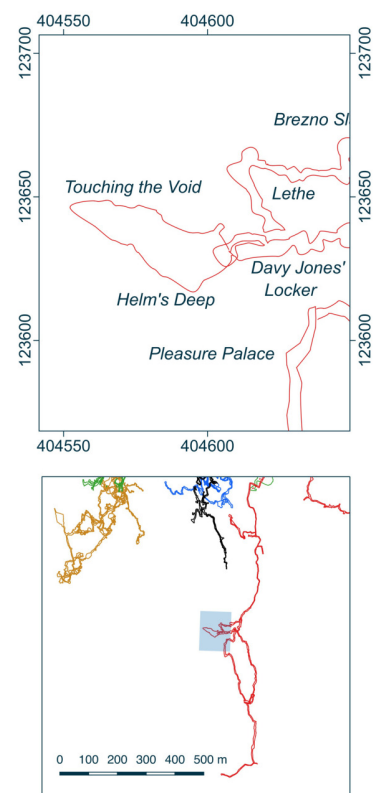 404550 404600
123700 123700
Brezno Sl
123650 123650
Touching the Void
Lethe
Davy Jones'
Locker
Helm's Deep
123600 123600
Pleasure Palace
404550 404600
0 100 200 300 400 500 m